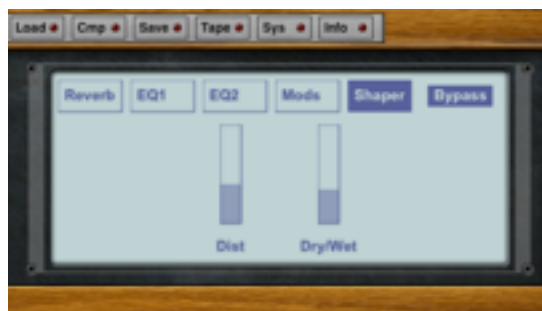 Load Cmp Save Tape Sys Info
Reverb EQ1 EQ2 Mods Shaper Bypass
Dist Dry/Wet